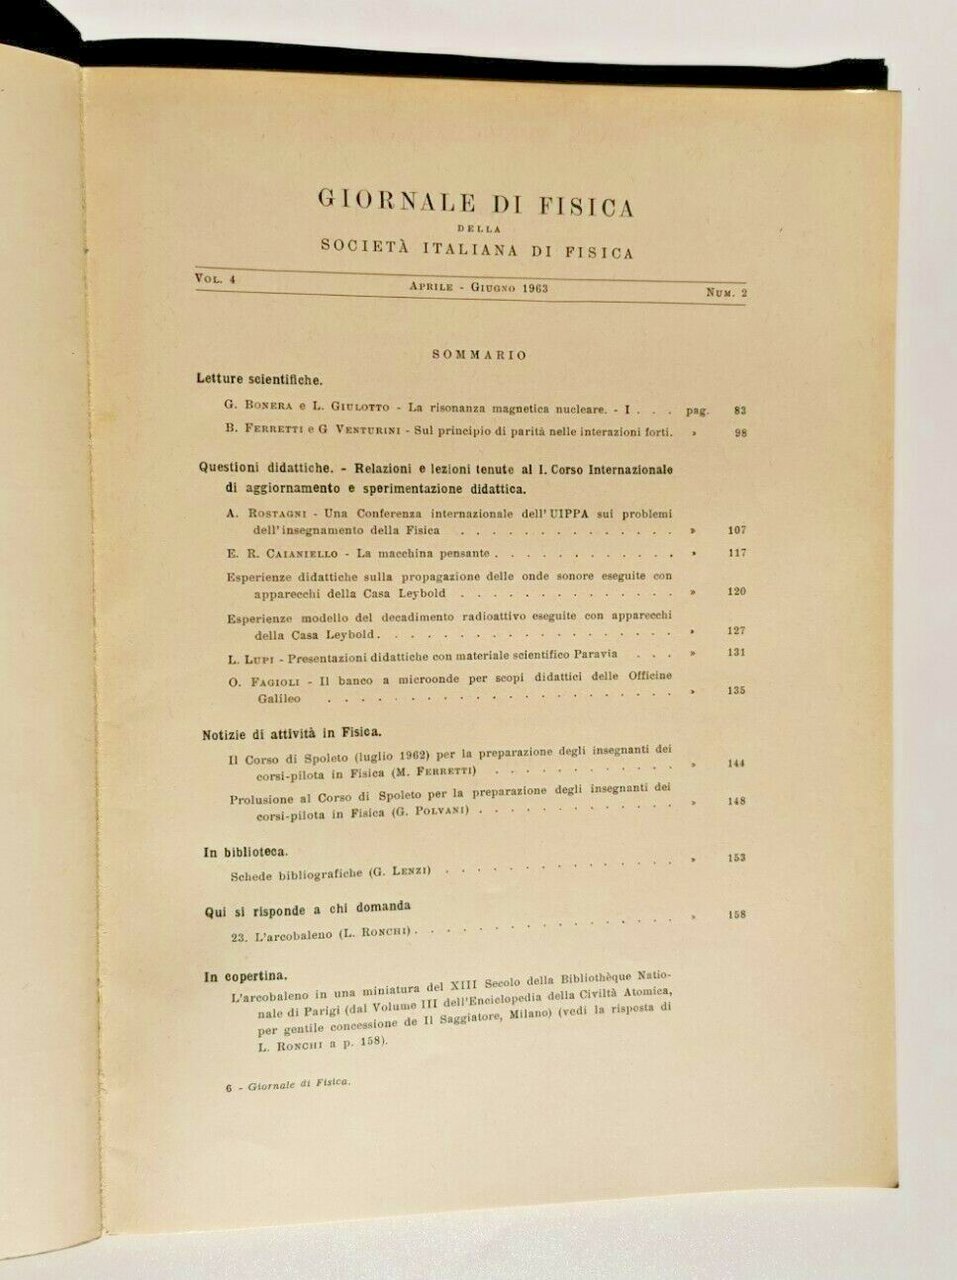 GIORNALE DI FISICA
DELLA
SOCIETÀ ITALIANA DI FISICA
VOL. 4 APRILE - GIUGNO 1963 NUM. 2
SOMMARIO
Letture scientifiche.
G. BONERA e L. GIULOTTO - La risonanza magnetica nucleare. - I . . . pag. 83
B. FERRETTI e G VENTURINI - Sul principio di parità nelle interazioni forti. » 98
Questioni didattiche. - Relazioni e lezioni tenute al I. Corso Internazionale
di aggiornamento e sperimentazione didattica.
A. ROSTAGNI - Una Conferenza internazionale dell'UIPPA sui problemi
dell'insegnamento della Fisica . . . . . . . . . . . . . . » 107
E. R. CAIANIELLO - La macchina pensante . . . . . . . . . . . . » 117
Esperienze didattiche sulla propagazione delle onde sonore eseguite con
apparecchi della Casa Leybold . . . . . . . . . . . . . . » 120
Esperienze modello del decadimento radioattivo eseguite con apparecchi
della Casa Leybold . . . . . . . . . . . . . . . . . . . » 127
L. LUPI - Presentazioni didattiche con materiale scientifico Paravia . . . » 131
O. FAGIOLI - Il banco a microonde per scopi didattici delle Officine
Galileo . . . . . . . . . . . . . . . . . . . . . . » 135
Notizie di attività in Fisica.
Il Corso di Spoleto (luglio 1962) per la preparazione degli insegnanti dei
corsi-pilota in Fisica (M. FERRETTI) . . . . . . . . . . . . » 144
Prolusione al Corso di Spoleto per la preparazione degli insegnanti dei
corsi-pilota in Fisica (G. POLVANI) . . . . . . . . . . . . . » 148
In biblioteca.
Schede bibliografiche (G. LENZI) . . . . . . . . . . . . . . . » 153
Qui si risponde a chi domanda
23. L'arcobaleno (L. RONCHI) . . . . . . . . . . . . . . . . . » 158
In copertina.
L'arcobaleno in una miniatura del XIII Secolo della Bibliothèque Natio-
nale di Parigi (dal Volume III dell'Enciclopedia della Civiltà Atomica,
per gentile concessione de Il Saggiatore, Milano) (vedi la risposta di
L. RONCHI a p. 158).
6 - Giornale di Fisica.